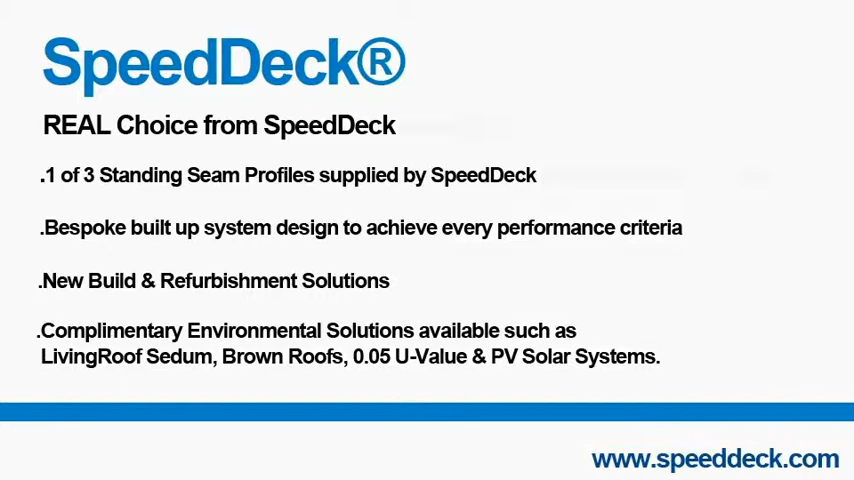 SpeedDeck®
REAL Choice from SpeedDeck
.1 of 3 Standing Seam Profiles supplied by SpeedDeck
.Bespoke built up system design to achieve every performance criteria
.New Build & Refurbishment Solutions
.Complimentary Environmental Solutions available such as
LivingRoof Sedum, Brown Roofs, 0.05 U-Value & PV Solar Systems.
www.speeddeck.com